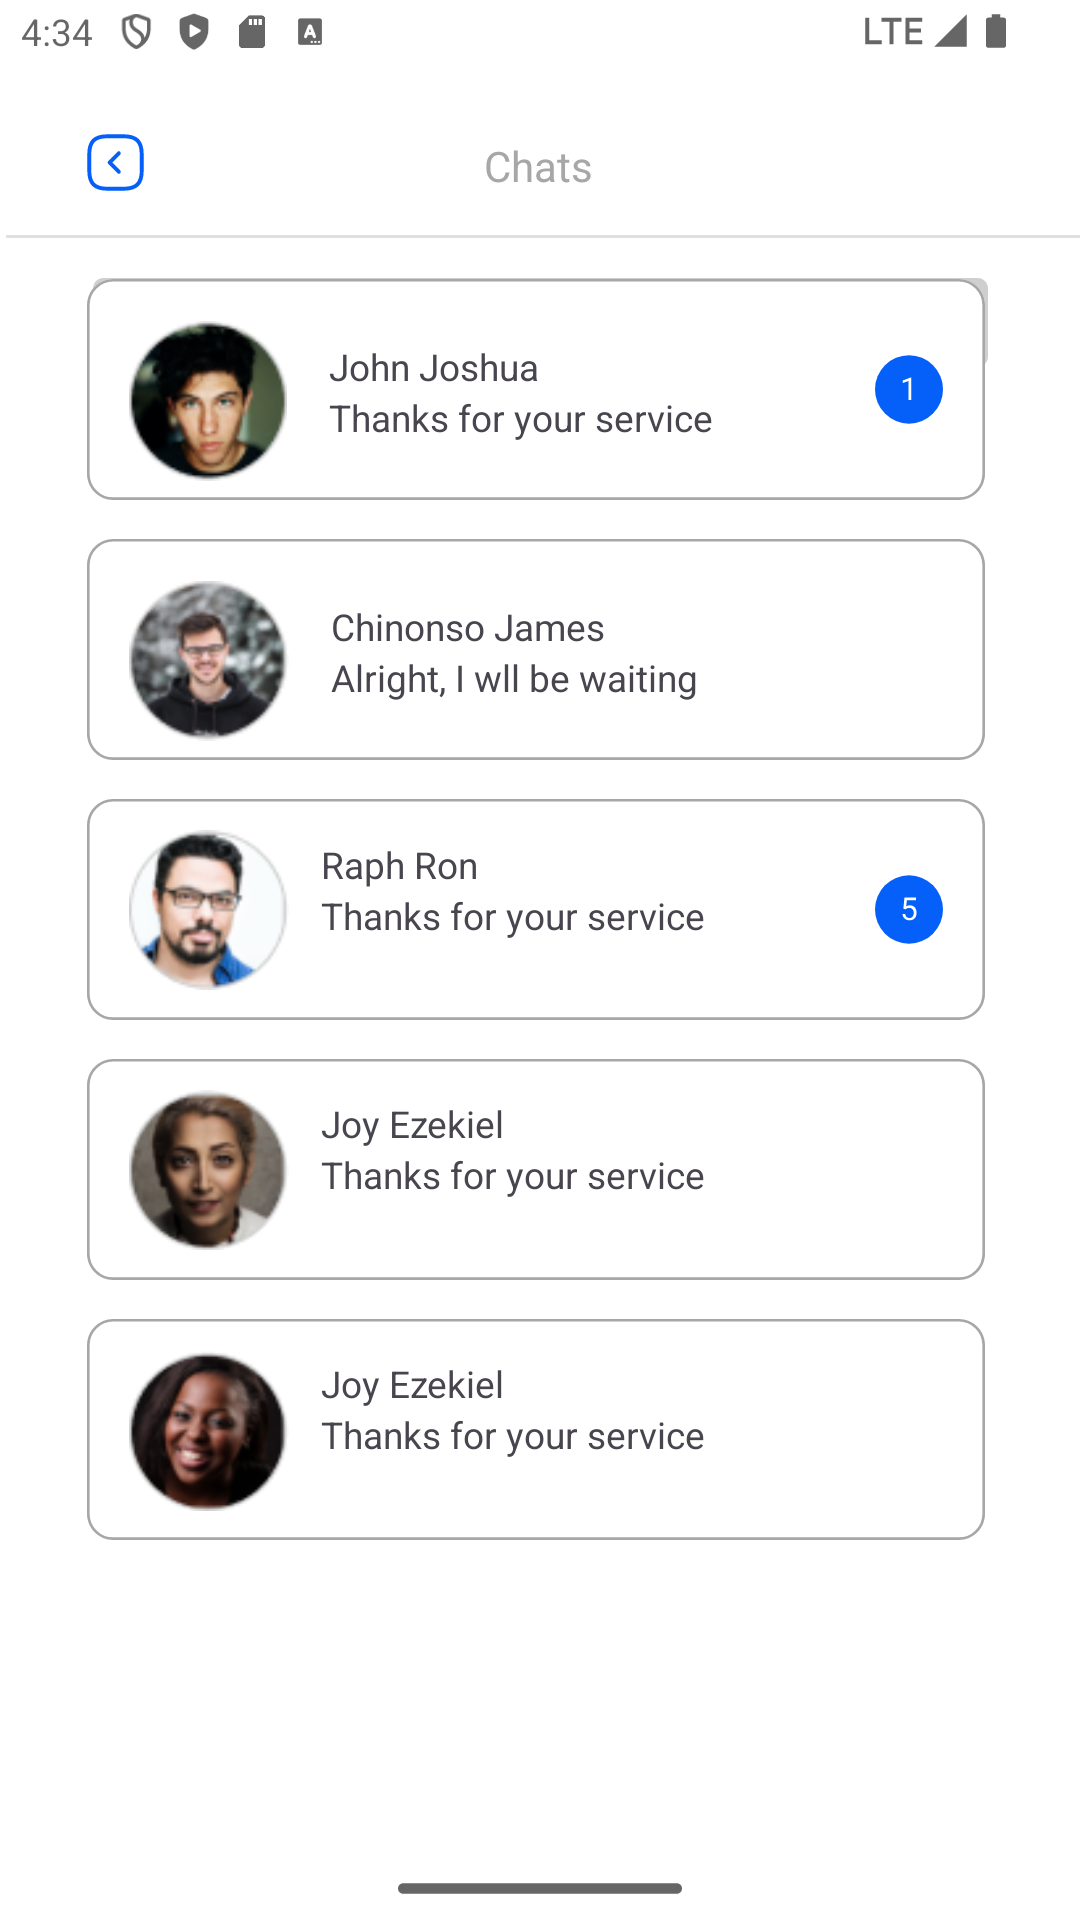 4:34
A
LTE
Chats
John Joshua
Thanks for your service
1
Chinonso James
Alright, I wll be waiting
Raph Ron
Thanks for your service
5
Joy Ezekiel
Thanks for your service
Joy Ezekiel
Thanks for your service